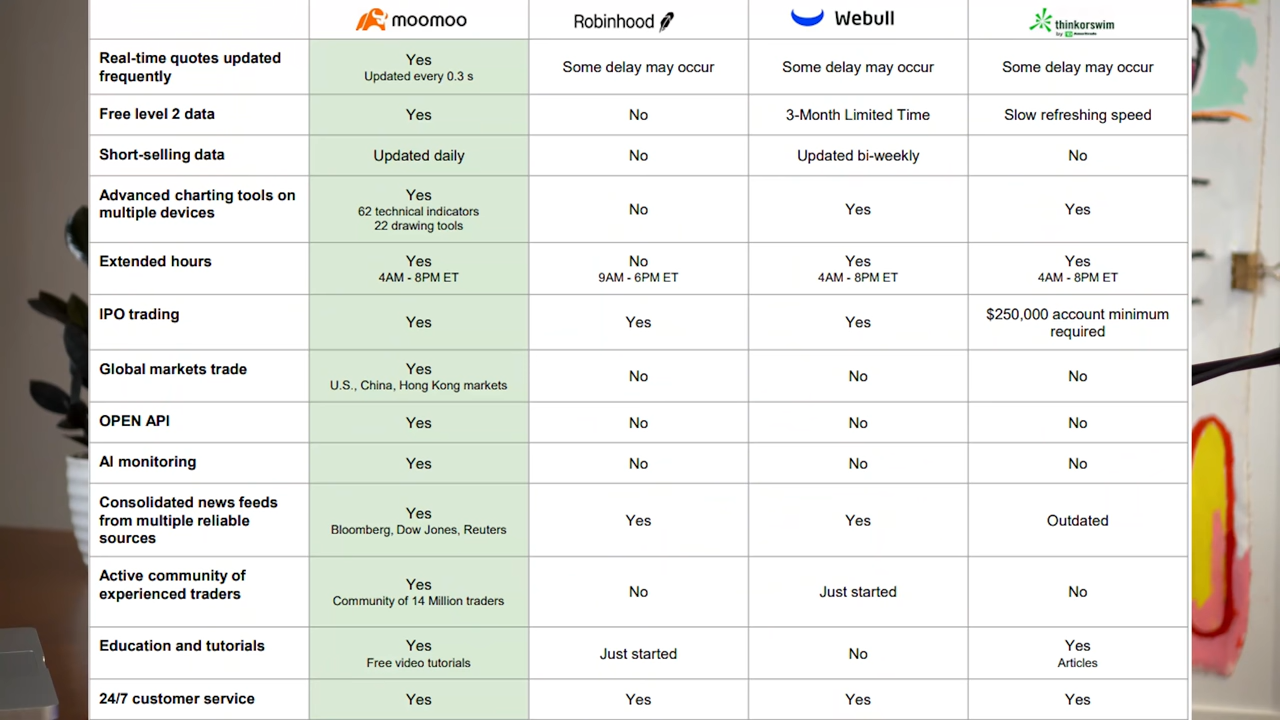 moomoo Robinhood Webull thinkorswim
Real-time quotes updated
frequently
Yes
Updated every 0.3 s
Some delay may occur
Some delay may occur
Some delay may occur
Free level 2 data
Yes
No
3-Month Limited Time
Slow refreshing speed
Short-selling data
Updated daily
No
Updated bi-weekly
No
Advanced charting tools on
multiple devices
Yes
62 technical indicators
22 drawing tools
No
Yes
Yes
Extended hours
Yes
4AM - 8PM ET
No
9AM - 6PM ET
Yes
4AM - 8PM ET
Yes
4AM - 8PM ET
IPO trading
Yes
Yes
Yes
$250,000 account minimum
required
Global markets trade
Yes
U.S., China, Hong Kong markets
No
No
No
OPEN API
Yes
No
No
No
AI monitoring
Yes
No
No
No
Consolidated news feeds
from multiple reliable
sources
Yes
Bloomberg, Dow Jones, Reuters
Yes
Yes
Outdated
Active community of
experienced traders
Yes
Community of 14 Million traders
No
Just started
No
Education and tutorials
Yes
Free video tutorials
Just started
No
Yes
Articles
24/7 customer service
Yes
Yes
Yes
Yes